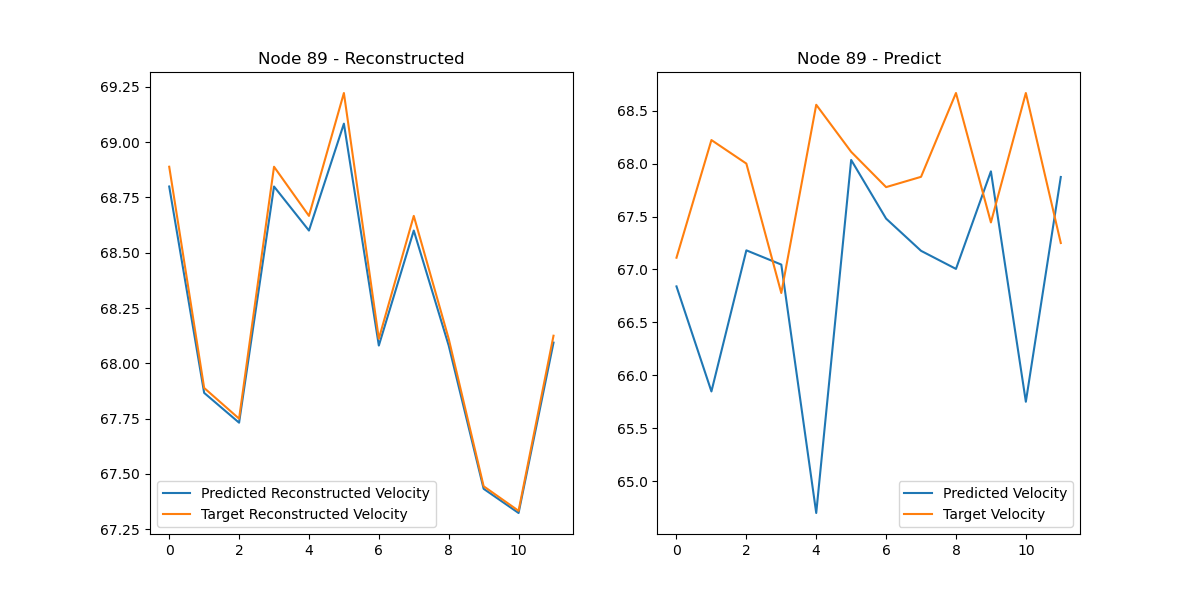 Node 89 - Reconstructed
69.25
69.00
68.75
68.50
68.25
68.00
67.75
67.50
67.25
0 2 4 6 8 10
Predicted Reconstructed Velocity
Target Reconstructed Velocity
Node 89 - Predict
68.5
68.0
67.5
67.0
66.5
66.0
65.5
65.0
0 2 4 6 8 10
Predicted Velocity
Target Velocity